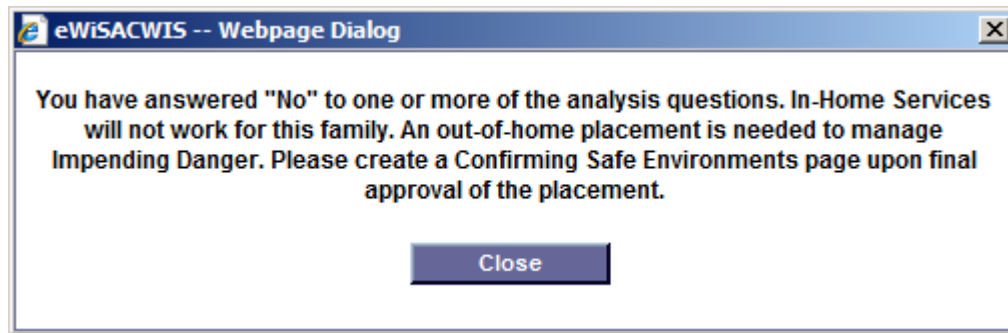 eWiSACWIS -- Webpage Dialog
You have answered "No" to one or more of the analysis questions. In-Home Services
will not work for this family. An out-of-home placement is needed to manage
Impending Danger. Please create a Confirming Safe Environments page upon final
approval of the placement.
Close